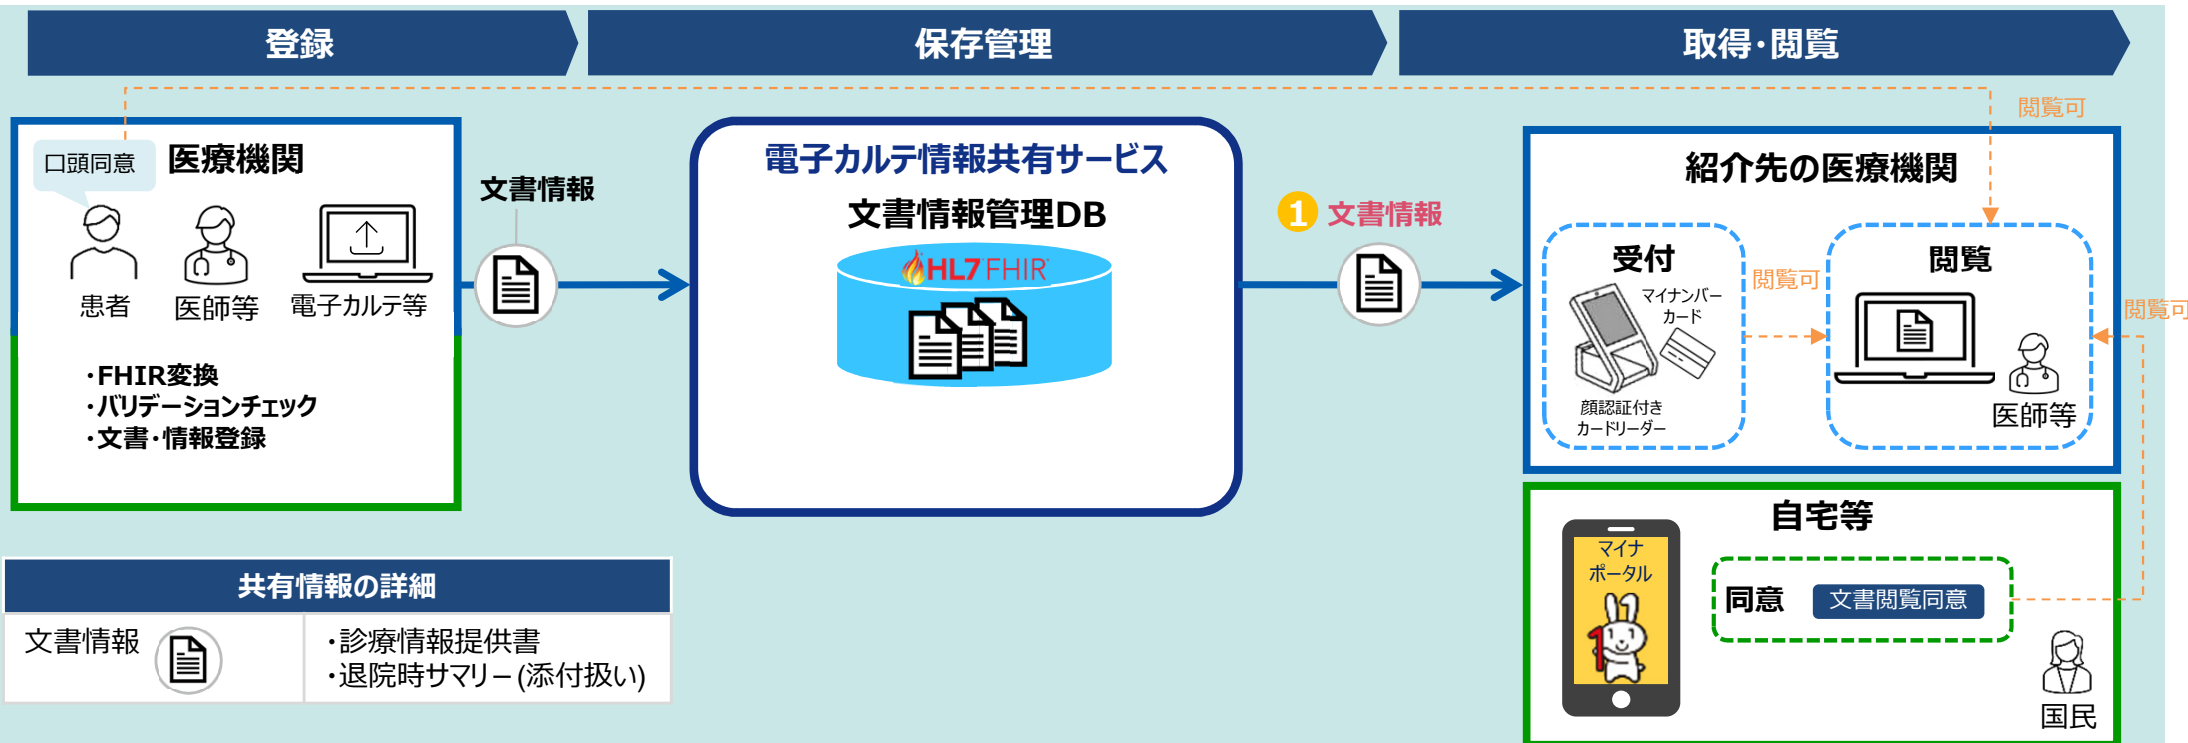 登録
保存管理
取得・閲覧
閲覧可
口頭同意
医療機関
患者
医師等
電子カルテ等
・FHIR変換
・バリデーションチェック
・文書・情報登録
文書情報
電子カルテ情報共有サービス
文書情報管理DB
HL7 FHIR
1 文書情報
紹介先の医療機関
受付
マイナンバー
カード
顔認証付き
カードリーダー
閲覧可
閲覧
医師等
閲覧可
自宅等
マイナ
ポータル
1
同意
文書閲覧同意
国民
共有情報の詳細
文書情報
・診療情報提供書
・退院時サマリー(添付扱い)